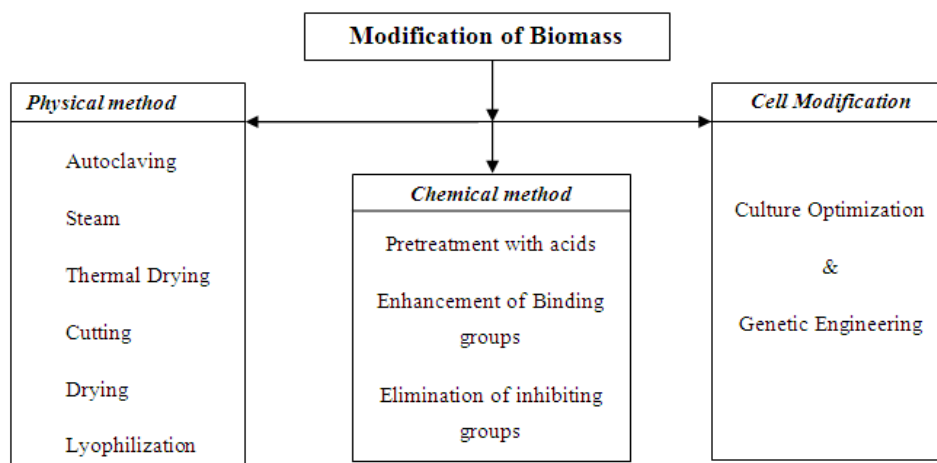 Modification of Biomass
Physical method
Autoclaving
Steam
Thermal Drying
Cutting
Drying
Lyophilization
Chemical method
Pretreatment with acids
Enhancement of Binding
groups
Elimination of inhibiting
groups
Cell Modification
Culture Optimization
&
Genetic Engineering